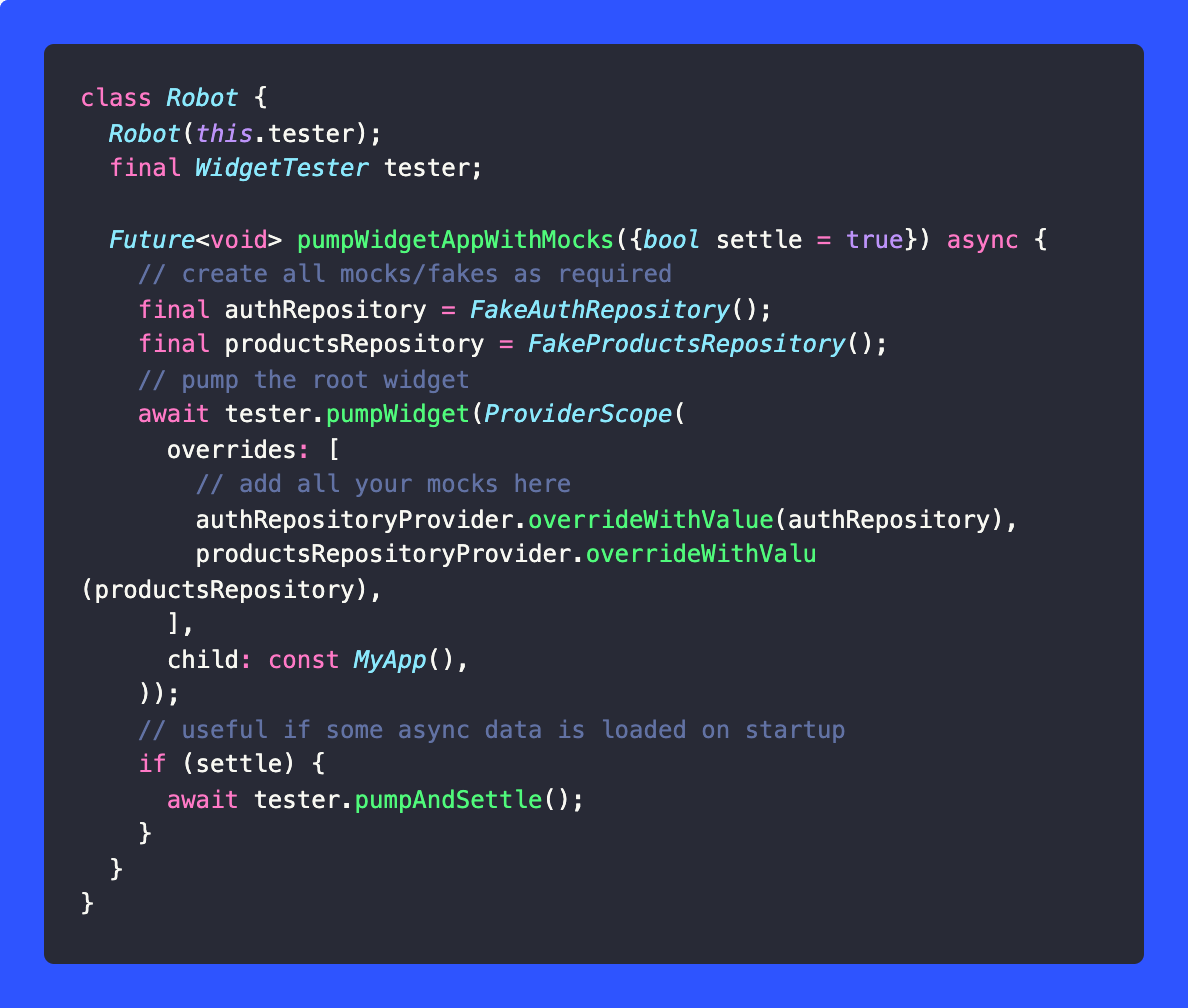 class Robot {
  Robot(this.tester);
  final WidgetTester tester;

  Future<void> pumpWidgetAppWithMocks({bool settle = true}) async {
    // create all mocks/fakes as required
    final authRepository = FakeAuthRepository();
    final productsRepository = FakeProductsRepository();
    // pump the root widget
    await tester.pumpWidget(ProviderScope(
      overrides: [
        // add all your mocks here
        authRepositoryProvider.overrideWithValue(authRepository),
        productsRepositoryProvider.overrideWithValu
(productsRepository),
      ],
      child: const MyApp(),
    ));
    // useful if some async data is loaded on startup
    if (settle) {
      await tester.pumpAndSettle();
    }
  }
}